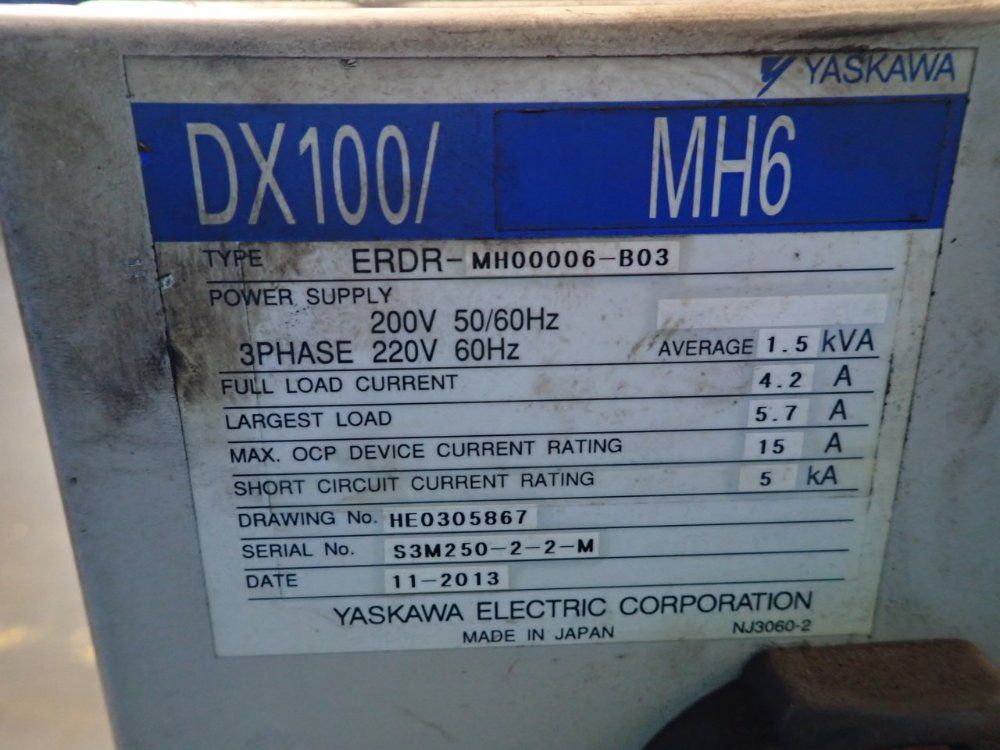 YASKAWA
DX100/ MH6
TYPE ERDR-MH00006-B03
POWER SUPPLY
200V 50/60Hz
3PHASE 220V 60Hz AVERAGE 1.5 kVA
FULL LOAD CURRENT 4.2 A
LARGEST LOAD 5.7 A
MAX. OCP DEVICE CURRENT RATING 15 A
SHORT CIRCUIT CURRENT RATING 5 kA
DRAWING No. HE0305867
SERIAL No. S3M250-2-2-M
DATE 11-2013
YASKAWA ELECTRIC CORPORATION
MADE IN JAPAN NJ3060-2